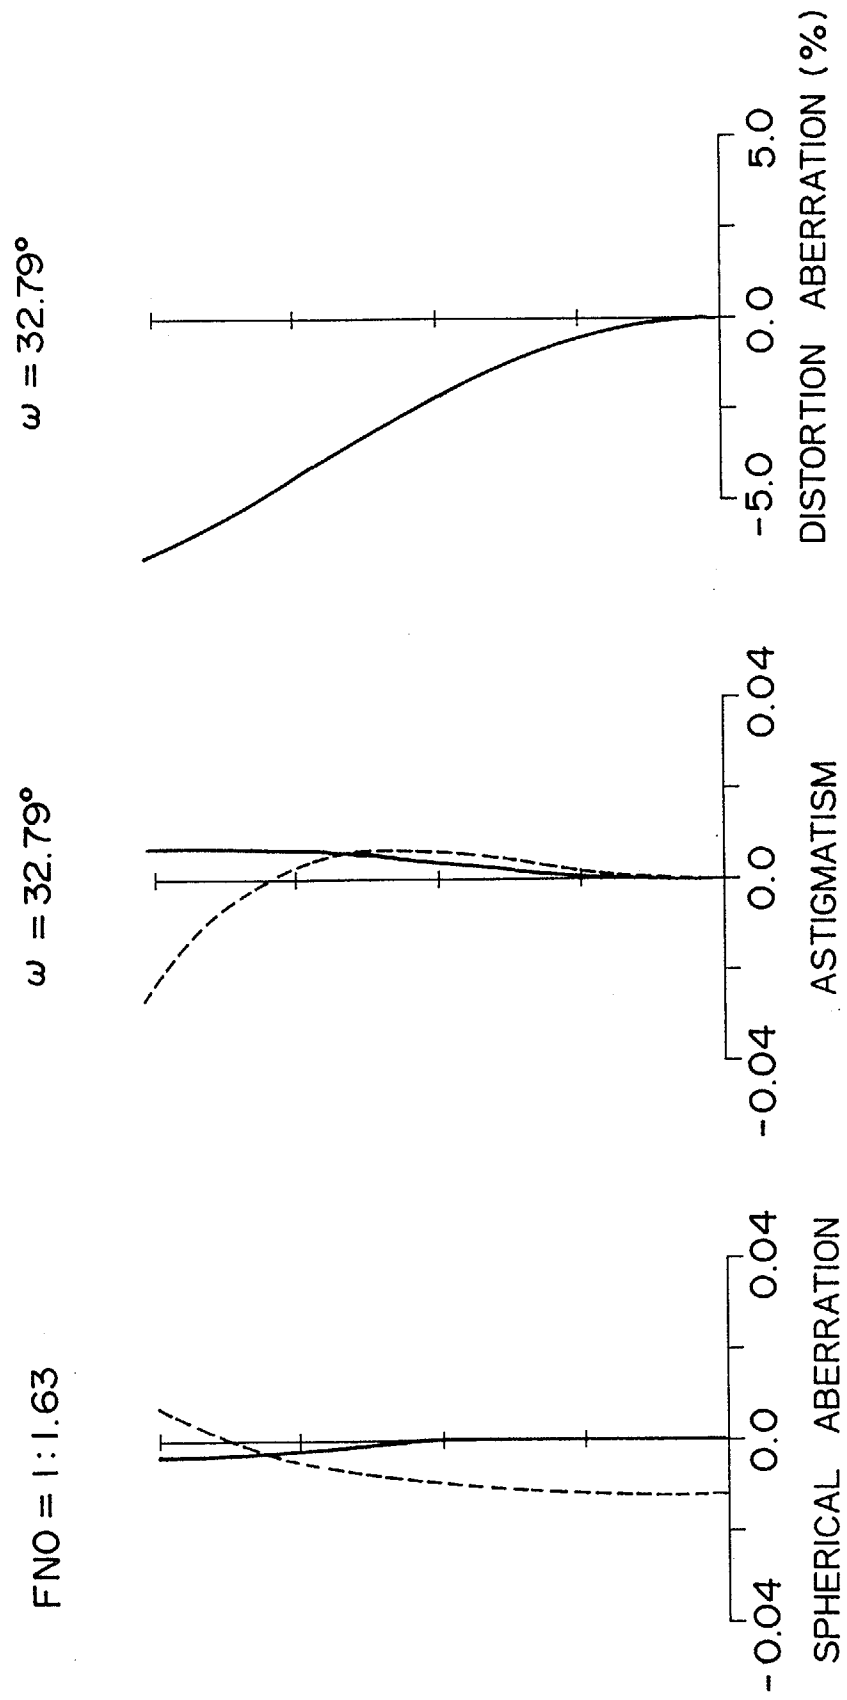 FNO = 1:1.63
-0.04 0.0 0.04
SPHERICAL ABERRATION
ω = 32.79°
-0.04 0.0 0.04
ASTIGMATISM
ω = 32.79°
-5.0 0.0 5.0
DISTORTION ABERRATION (%)